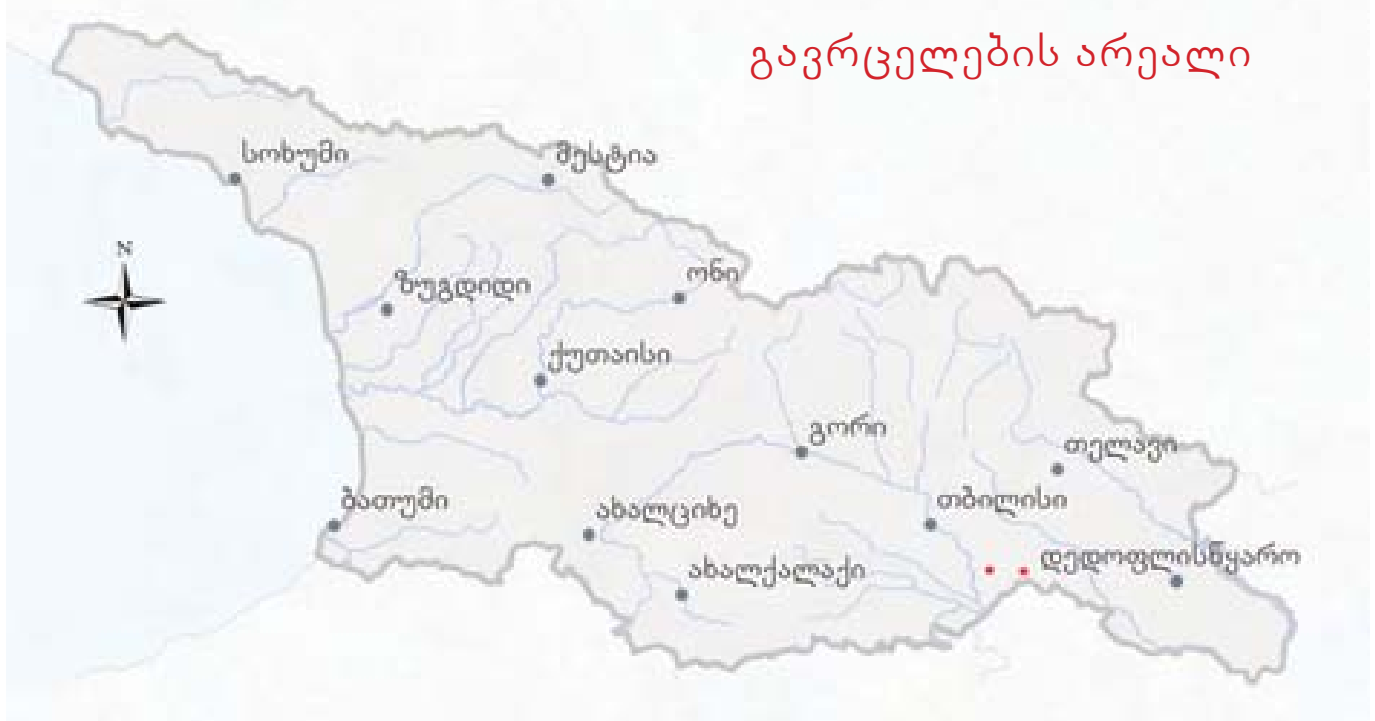 გავრცელების არეალი
სოხუმი
მესტია
N
ონი
ზუგდიდი
ქუთაისი
გორი
თელავი
ბათუმი
ახალციხე
თბილისი
დედოფლისწყარო
ახალქალაქი